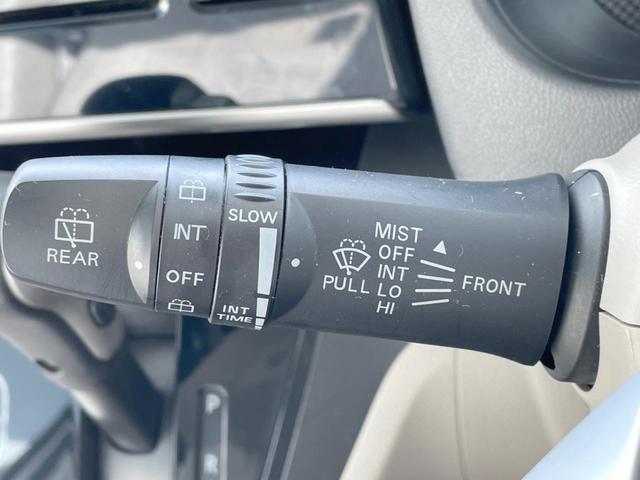 REAR
INT
OFF
SLOW
INT
TIME
PULL
MIST
OFF
INT
LO
HI
FRONT
P
R